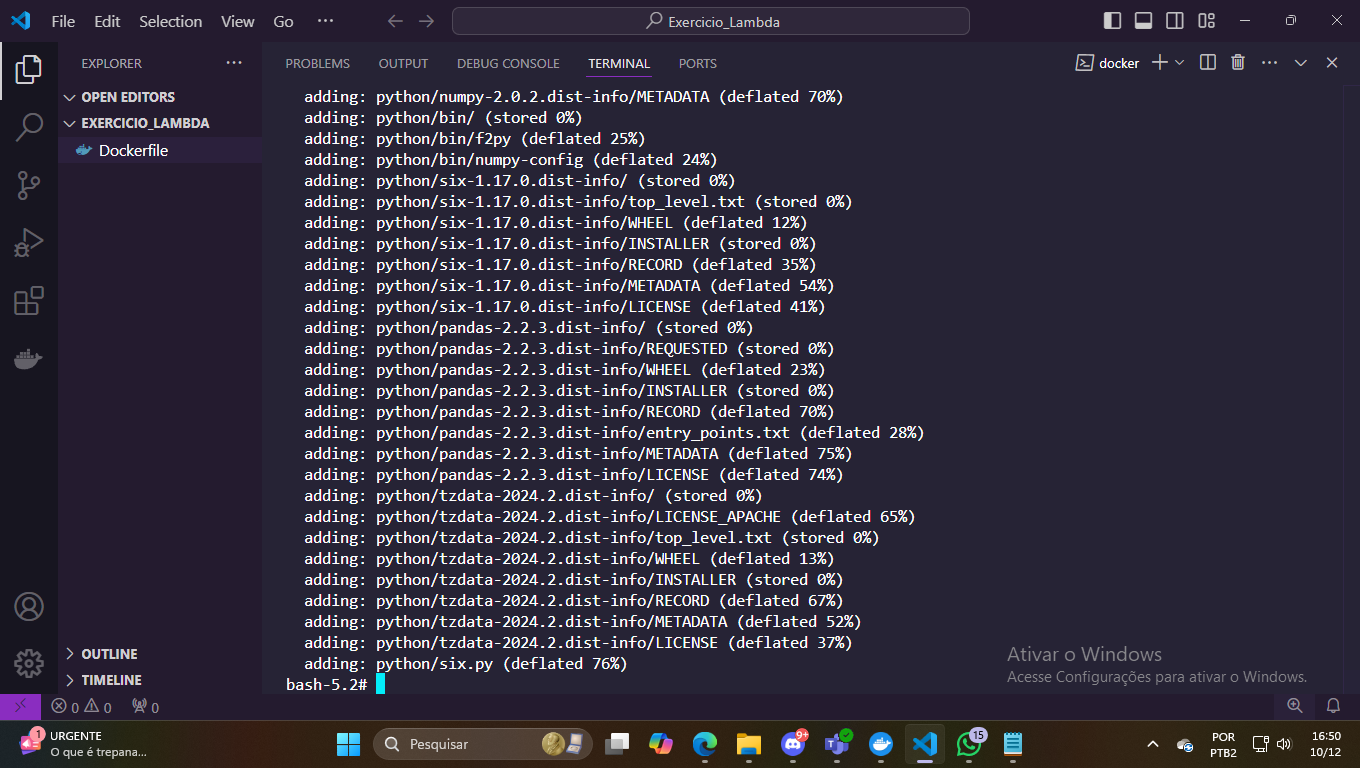 File Edit Selection View Go ··· Exercicio_Lambda
EXPLORER ···
OPEN EDITORS
EXERCICIO_LAMBDA
Dockerfile
OUTLINE
TIMELINE
PROBLEMS OUTPUT DEBUG CONSOLE TERMINAL PORTS docker ···
adding: python/numpy-2.0.2.dist-info/METADATA (deflated 70%)
adding: python/bin/ (stored 0%)
adding: python/bin/f2py (deflated 25%)
adding: python/bin/numpy-config (deflated 24%)
adding: python/six-1.17.0.dist-info/ (stored 0%)
adding: python/six-1.17.0.dist-info/top_level.txt (stored 0%)
adding: python/six-1.17.0.dist-info/WHEEL (deflated 12%)
adding: python/six-1.17.0.dist-info/INSTALLER (stored 0%)
adding: python/six-1.17.0.dist-info/RECORD (deflated 35%)
adding: python/six-1.17.0.dist-info/METADATA (deflated 54%)
adding: python/six-1.17.0.dist-info/LICENSE (deflated 41%)
adding: python/pandas-2.2.3.dist-info/ (stored 0%)
adding: python/pandas-2.2.3.dist-info/REQUESTED (stored 0%)
adding: python/pandas-2.2.3.dist-info/WHEEL (deflated 23%)
adding: python/pandas-2.2.3.dist-info/INSTALLER (stored 0%)
adding: python/pandas-2.2.3.dist-info/RECORD (deflated 70%)
adding: python/pandas-2.2.3.dist-info/entry_points.txt (deflated 28%)
adding: python/pandas-2.2.3.dist-info/METADATA (deflated 75%)
adding: python/pandas-2.2.3.dist-info/LICENSE (deflated 74%)
adding: python/tzdata-2024.2.dist-info/ (stored 0%)
adding: python/tzdata-2024.2.dist-info/LICENSE_APACHE (deflated 65%)
adding: python/tzdata-2024.2.dist-info/top_level.txt (stored 0%)
adding: python/tzdata-2024.2.dist-info/WHEEL (deflated 13%)
adding: python/tzdata-2024.2.dist-info/INSTALLER (stored 0%)
adding: python/tzdata-2024.2.dist-info/RECORD (deflated 67%)
adding: python/tzdata-2024.2.dist-info/METADATA (deflated 52%)
adding: python/tzdata-2024.2.dist-info/LICENSE (deflated 37%)
adding: python/six.py (deflated 76%)
bash-5.2#
Ativar o Windows
Acesse Configurações para ativar o Windows.
0 0 0
1
URGENTE
O que é trepana...
Pesquisar
9+
15
POR
PTB2
16:50
10/12